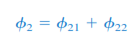 ϕ₂ = ϕ₂₁ + ϕ₂₂